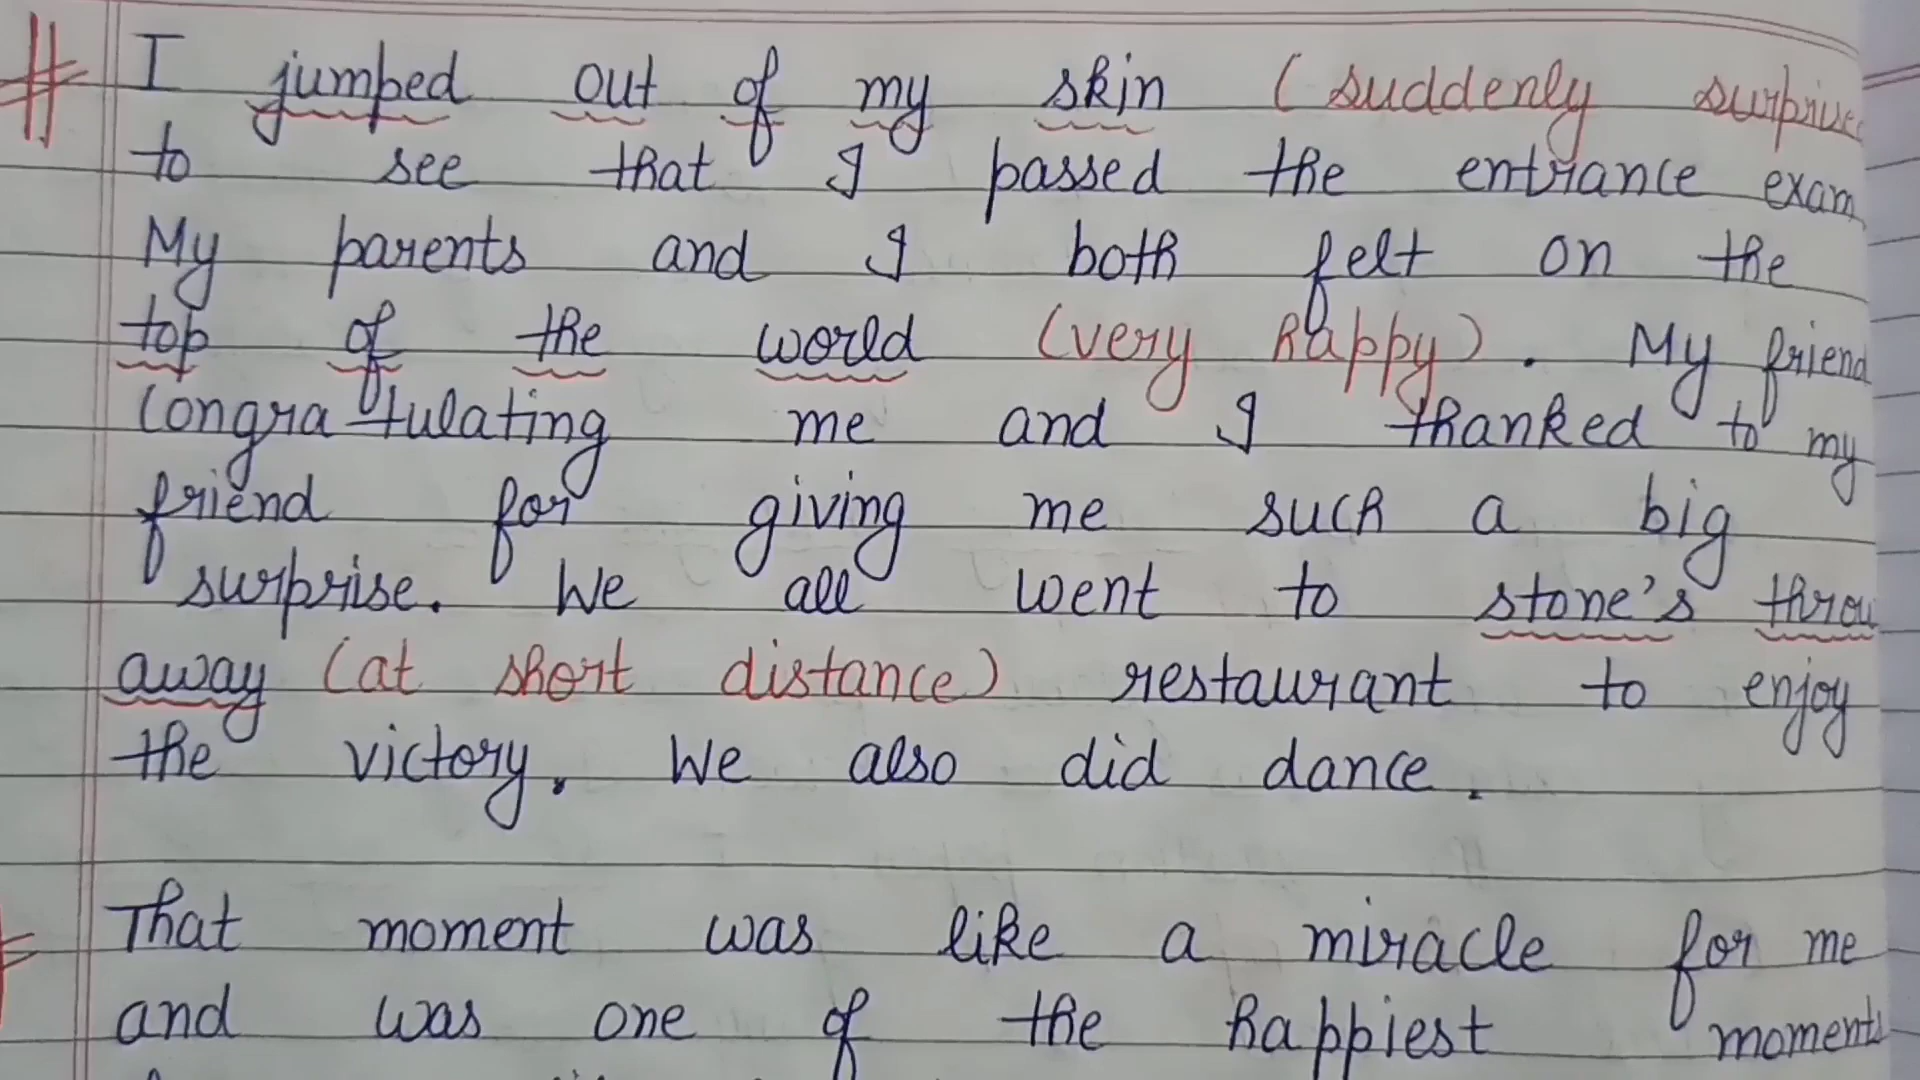 # I jumped out of my skin (suddenly surprise
to see that I passed the entrance exam
My parents and I both felt on the
top of the world (very happy). My friend
Congratulating me and I thanked to my
friend for giving me such a big
surprise. We all went to stone's throw
away (at short distance) restaurant to enjoy
the victory. We also did dance.
That moment was like a miracle for me
and was one of the happiest moments